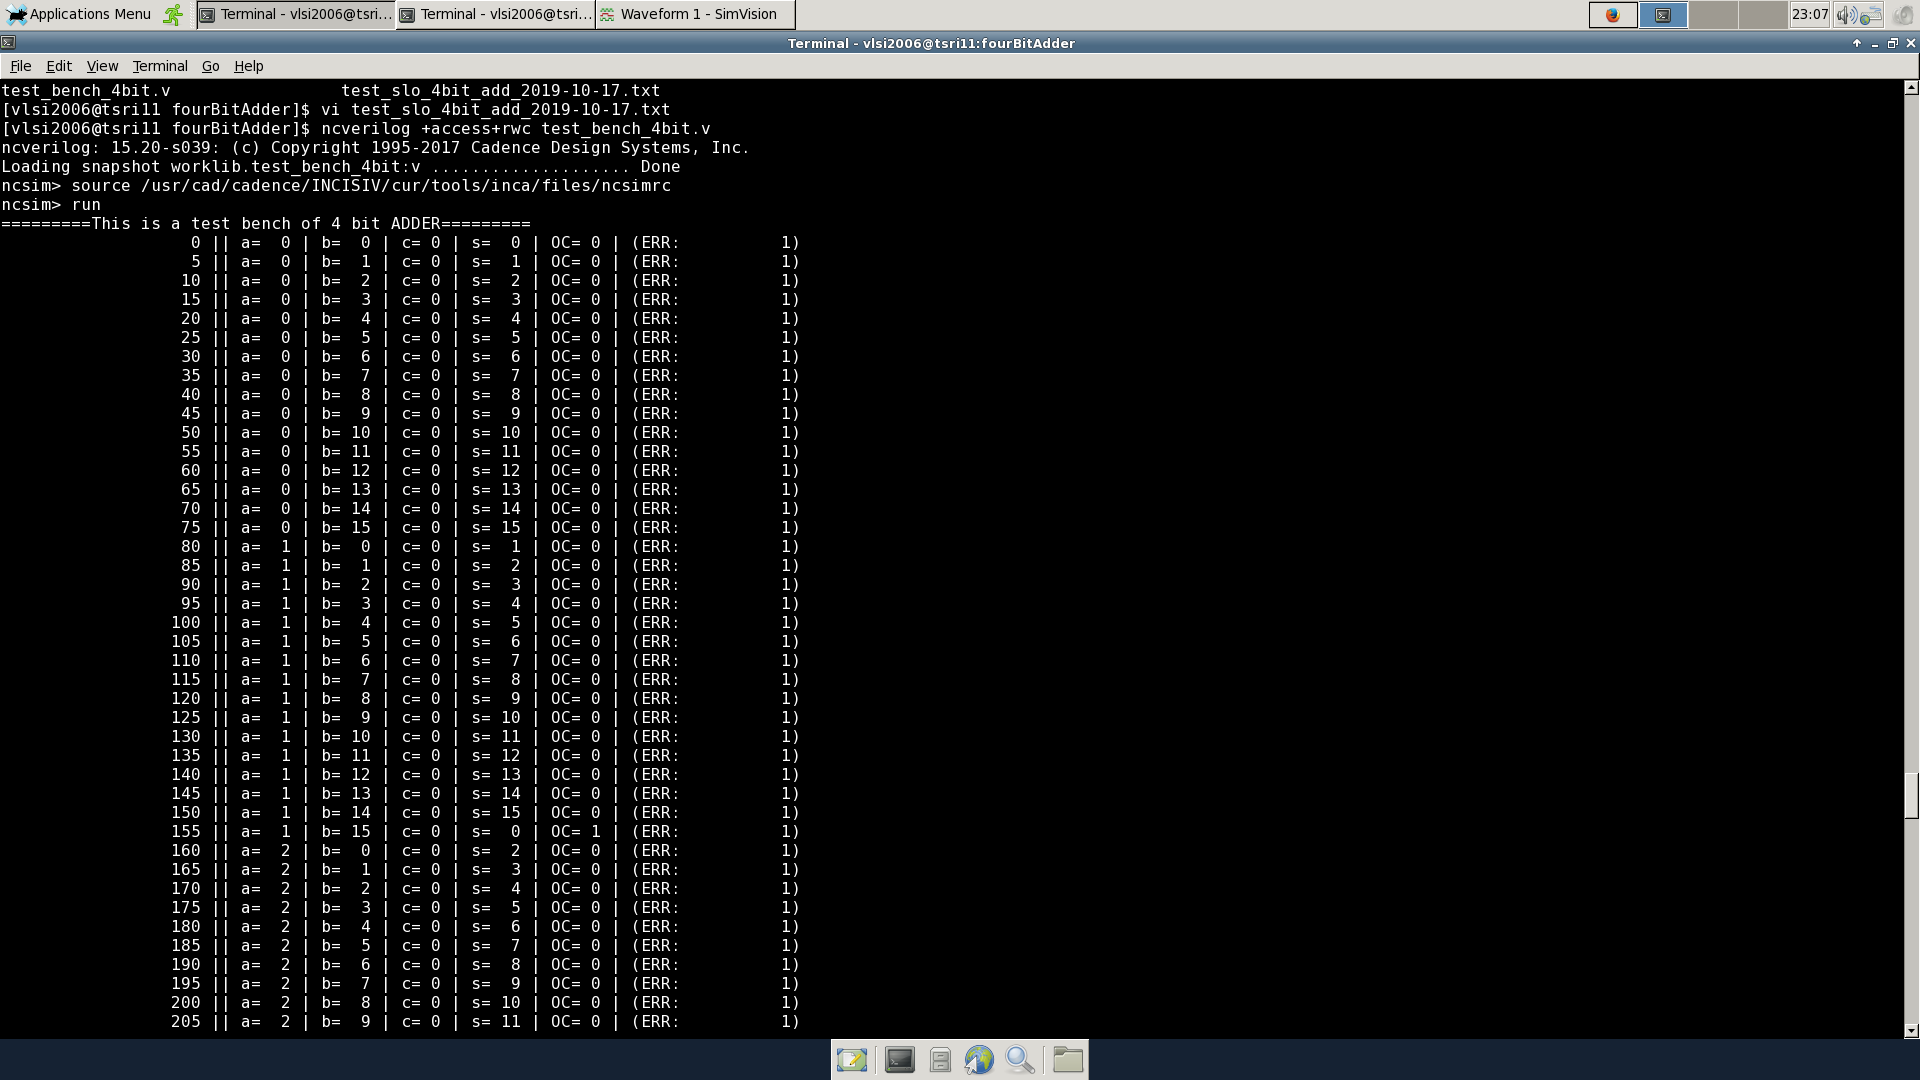 Applications Menu
Terminal - vlsi2006@tsri...
Terminal - vlsi2006@tsri...
Waveform 1 - SimVision
23:07
Terminal - vlsi2006@tsri11:fourBitAdder
File Edit View Terminal Go Help
test_bench_4bit.v                 test_slo_4bit_add_2019-10-17.txt
[vlsi2006@tsri11 fourBitAdder]$ vi test_slo_4bit_add_2019-10-17.txt
[vlsi2006@tsri11 fourBitAdder]$ ncverilog +access+rwc test_bench_4bit.v
ncverilog: 15.20-s039: (c) Copyright 1995-2017 Cadence Design Systems, Inc.
Loading snapshot worklib.test_bench_4bit:v .................... Done
ncsim> source /usr/cad/cadence/INCISIV/cur/tools/inca/files/ncsimrc
ncsim> run
=========This is a test bench of 4 bit ADDER=========
0 || a=  0 | b=  0 | c= 0 | s=  0 | OC= 0 | (ERR:          1)
5 || a=  0 | b=  1 | c= 0 | s=  1 | OC= 0 | (ERR:          1)
10 || a=  0 | b=  2 | c= 0 | s=  2 | OC= 0 | (ERR:          1)
15 || a=  0 | b=  3 | c= 0 | s=  3 | OC= 0 | (ERR:          1)
20 || a=  0 | b=  4 | c= 0 | s=  4 | OC= 0 | (ERR:          1)
25 || a=  0 | b=  5 | c= 0 | s=  5 | OC= 0 | (ERR:          1)
30 || a=  0 | b=  6 | c= 0 | s=  6 | OC= 0 | (ERR:          1)
35 || a=  0 | b=  7 | c= 0 | s=  7 | OC= 0 | (ERR:          1)
40 || a=  0 | b=  8 | c= 0 | s=  8 | OC= 0 | (ERR:          1)
45 || a=  0 | b=  9 | c= 0 | s=  9 | OC= 0 | (ERR:          1)
50 || a=  0 | b= 10 | c= 0 | s= 10 | OC= 0 | (ERR:          1)
55 || a=  0 | b= 11 | c= 0 | s= 11 | OC= 0 | (ERR:          1)
60 || a=  0 | b= 12 | c= 0 | s= 12 | OC= 0 | (ERR:          1)
65 || a=  0 | b= 13 | c= 0 | s= 13 | OC= 0 | (ERR:          1)
70 || a=  0 | b= 14 | c= 0 | s= 14 | OC= 0 | (ERR:          1)
75 || a=  0 | b= 15 | c= 0 | s= 15 | OC= 0 | (ERR:          1)
80 || a=  1 | b=  0 | c= 0 | s=  1 | OC= 0 | (ERR:          1)
85 || a=  1 | b=  1 | c= 0 | s=  2 | OC= 0 | (ERR:          1)
90 || a=  1 | b=  2 | c= 0 | s=  3 | OC= 0 | (ERR:          1)
95 || a=  1 | b=  3 | c= 0 | s=  4 | OC= 0 | (ERR:          1)
100 || a=  1 | b=  4 | c= 0 | s=  5 | OC= 0 | (ERR:          1)
105 || a=  1 | b=  5 | c= 0 | s=  6 | OC= 0 | (ERR:          1)
110 || a=  1 | b=  6 | c= 0 | s=  7 | OC= 0 | (ERR:          1)
115 || a=  1 | b=  7 | c= 0 | s=  8 | OC= 0 | (ERR:          1)
120 || a=  1 | b=  8 | c= 0 | s=  9 | OC= 0 | (ERR:          1)
125 || a=  1 | b=  9 | c= 0 | s= 10 | OC= 0 | (ERR:          1)
130 || a=  1 | b= 10 | c= 0 | s= 11 | OC= 0 | (ERR:          1)
135 || a=  1 | b= 11 | c= 0 | s= 12 | OC= 0 | (ERR:          1)
140 || a=  1 | b= 12 | c= 0 | s= 13 | OC= 0 | (ERR:          1)
145 || a=  1 | b= 13 | c= 0 | s= 14 | OC= 0 | (ERR:          1)
150 || a=  1 | b= 14 | c= 0 | s= 15 | OC= 0 | (ERR:          1)
155 || a=  1 | b= 15 | c= 0 | s=  0 | OC= 1 | (ERR:          1)
160 || a=  2 | b=  0 | c= 0 | s=  2 | OC= 0 | (ERR:          1)
165 || a=  2 | b=  1 | c= 0 | s=  3 | OC= 0 | (ERR:          1)
170 || a=  2 | b=  2 | c= 0 | s=  4 | OC= 0 | (ERR:          1)
175 || a=  2 | b=  3 | c= 0 | s=  5 | OC= 0 | (ERR:          1)
180 || a=  2 | b=  4 | c= 0 | s=  6 | OC= 0 | (ERR:          1)
185 || a=  2 | b=  5 | c= 0 | s=  7 | OC= 0 | (ERR:          1)
190 || a=  2 | b=  6 | c= 0 | s=  8 | OC= 0 | (ERR:          1)
195 || a=  2 | b=  7 | c= 0 | s=  9 | OC= 0 | (ERR:          1)
200 || a=  2 | b=  8 | c= 0 | s= 10 | OC= 0 | (ERR:          1)
205 || a=  2 | b=  9 | c= 0 | s= 11 | OC= 0 | (ERR:          1)